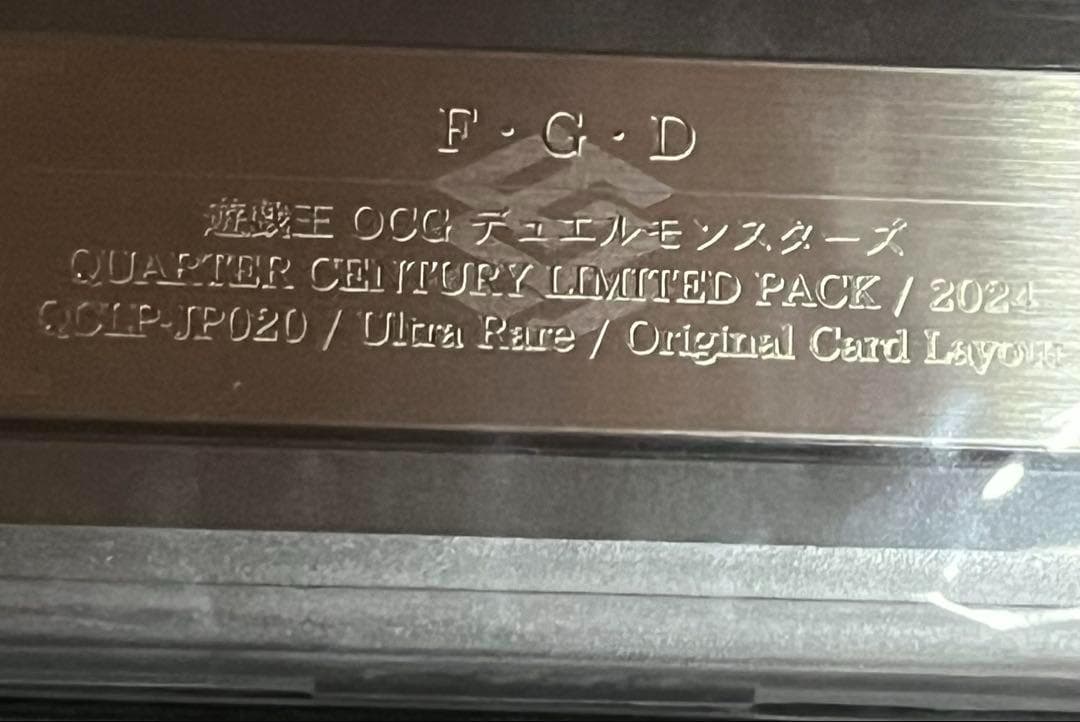 F・G・D
遊戯王 OCG デュエルモンスターズ
QUARTER CENTURY LIMITED PACK / 2024
QCLP-JP020 / Ultra Rare / Original Card Layout